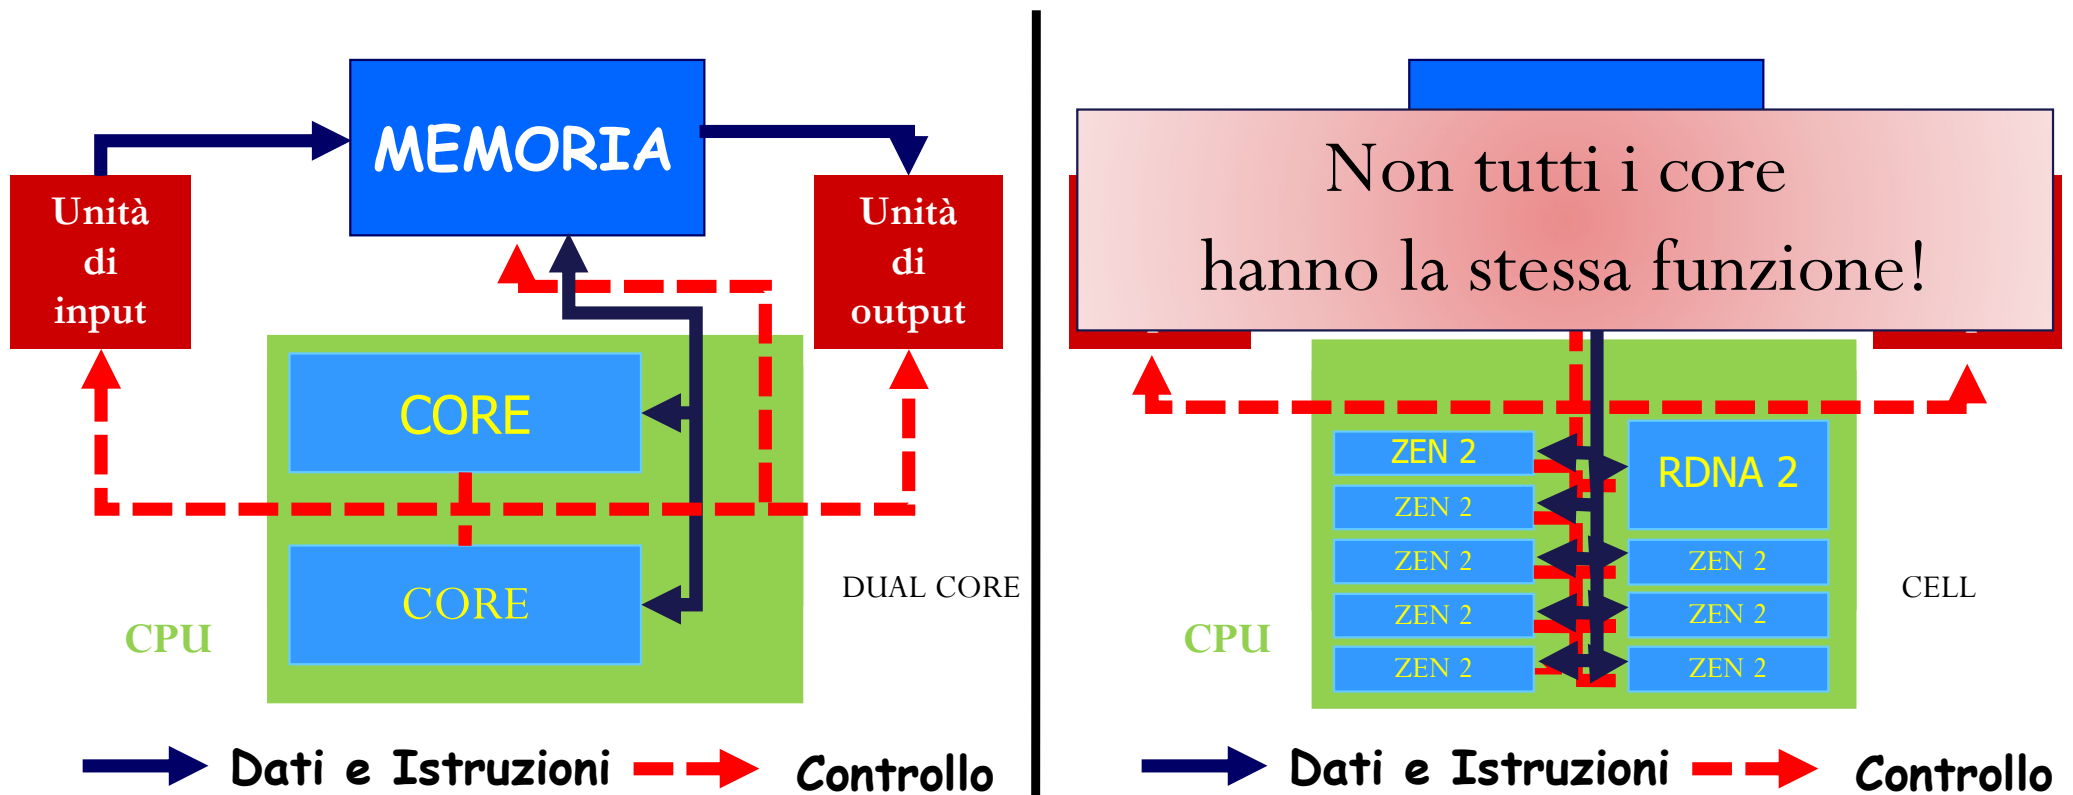 MEMORIA
Unità
di
input
Unità
di
output
CORE
CORE
CPU
DUAL CORE
Dati e Istruzioni
Controllo
Non tutti i core
hanno la stessa funzione!
ZEN 2
ZEN 2
ZEN 2
ZEN 2
ZEN 2
RDNA 2
ZEN 2
ZEN 2
ZEN 2
CPU
CELL
Dati e Istruzioni
Controllo